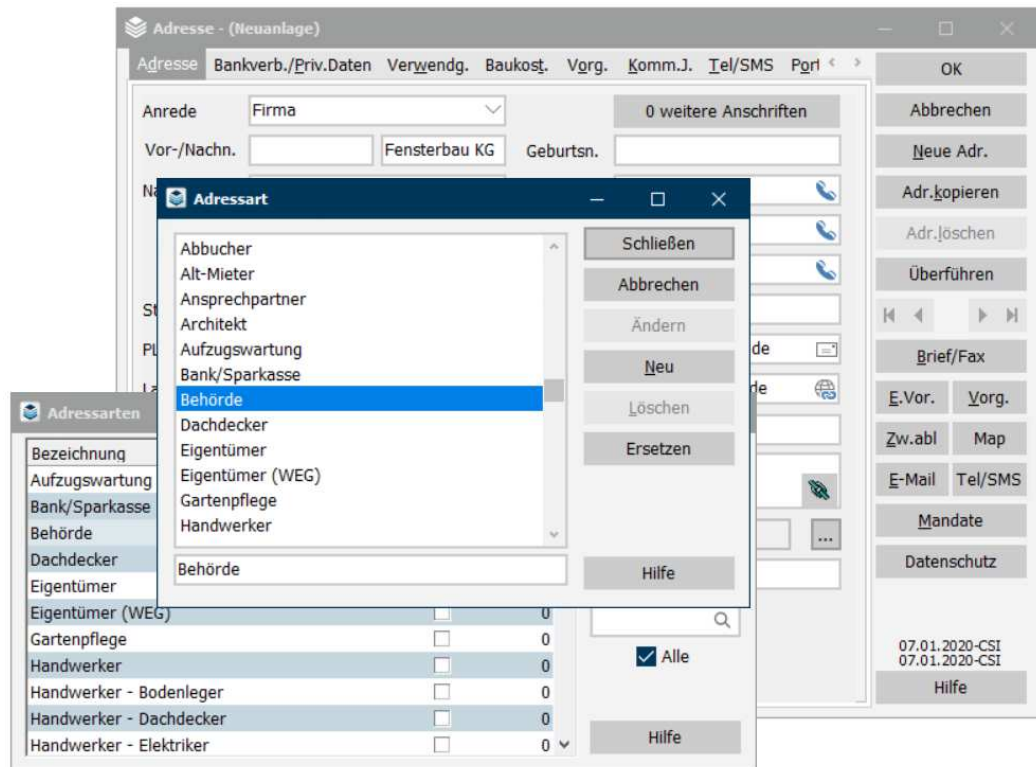 Adresse - (Neuanlage)
Adresse Bankverb./Priv.Daten Verwendg. Baukost. Vorg. Komm.J. Tel/SMS
Anrede Firma 0 weitere Anschriften
Vor-/Nachn. Fensterbau KG Geburtsn.
OK
Abbrechen
Neue Adr.
Adr.kopieren
Adr.löschen
Überführen
Brief/Fax
E.Vor. Vorg.
Zw.abl Map
E-Mail Tel/SMS
Mandate
Datenschutz
07.01.2020-CSI
07.01.2020-CSI
Hilfe
de
de
...
Adressart
Abbucher
Alt-Mieter
Ansprechpartner
Architekt
Aufzugswartung
Bank/Sparkasse
Behörde
Dachdecker
Eigentümer
Eigentümer (WEG)
Gartenpflege
Handwerker
Behörde
Schließen
Abbrechen
Ändern
Neu
Löschen
Ersetzen
Hilfe
Adressarten
Bezeichnung
Aufzugswartung
Bank/Sparkasse
Behörde
Dachdecker
Eigentümer
Eigentümer (WEG) 0
Gartenpflege 0
Handwerker 0
Handwerker - Bodenleger 0
Handwerker - Dachdecker 0
Handwerker - Elektriker 0
Alle
Hilfe